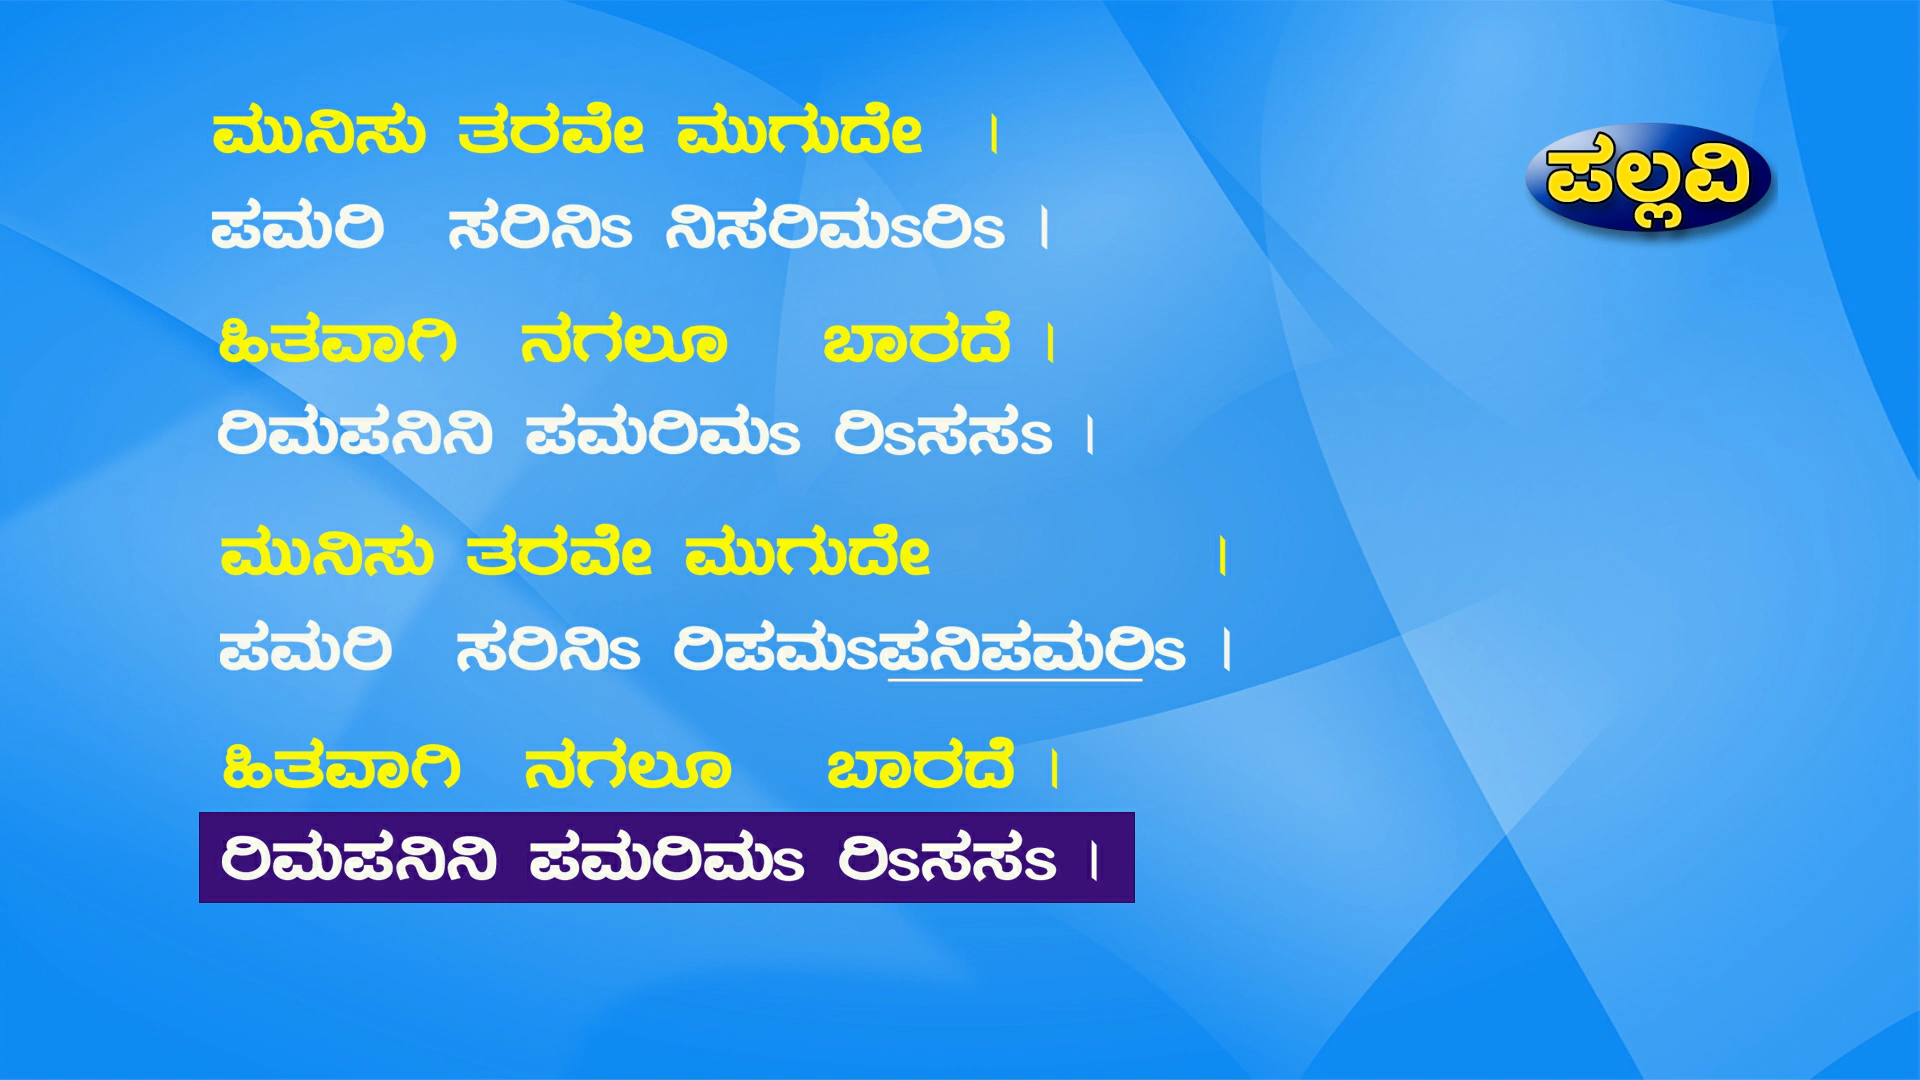 ಮುನಿಸು ತರವೇ ಮುಗುದೇ ।
ಪಲ್ಲವಿ
ಪಮರಿ ಸರಿನಿs ನಿಸರಿಮsರಿs ।
ಹಿತವಾಗಿ ನಗಲೂ ಬಾರದೆ ।
ರಿಮಪನಿನಿ ಪಮರಿಮs ರಿsಸಸs ।
ಮುನಿಸು ತರವೇ ಮುಗುದೇ ।
ಪಮರಿ ಸರಿನಿs ರಿಪಮsಪನಿಪಮರಿs ।
ಹಿತವಾಗಿ ನಗಲೂ ಬಾರದೆ ।
ರಿಮಪನಿನಿ ಪಮರಿಮs ರಿsಸಸs ।